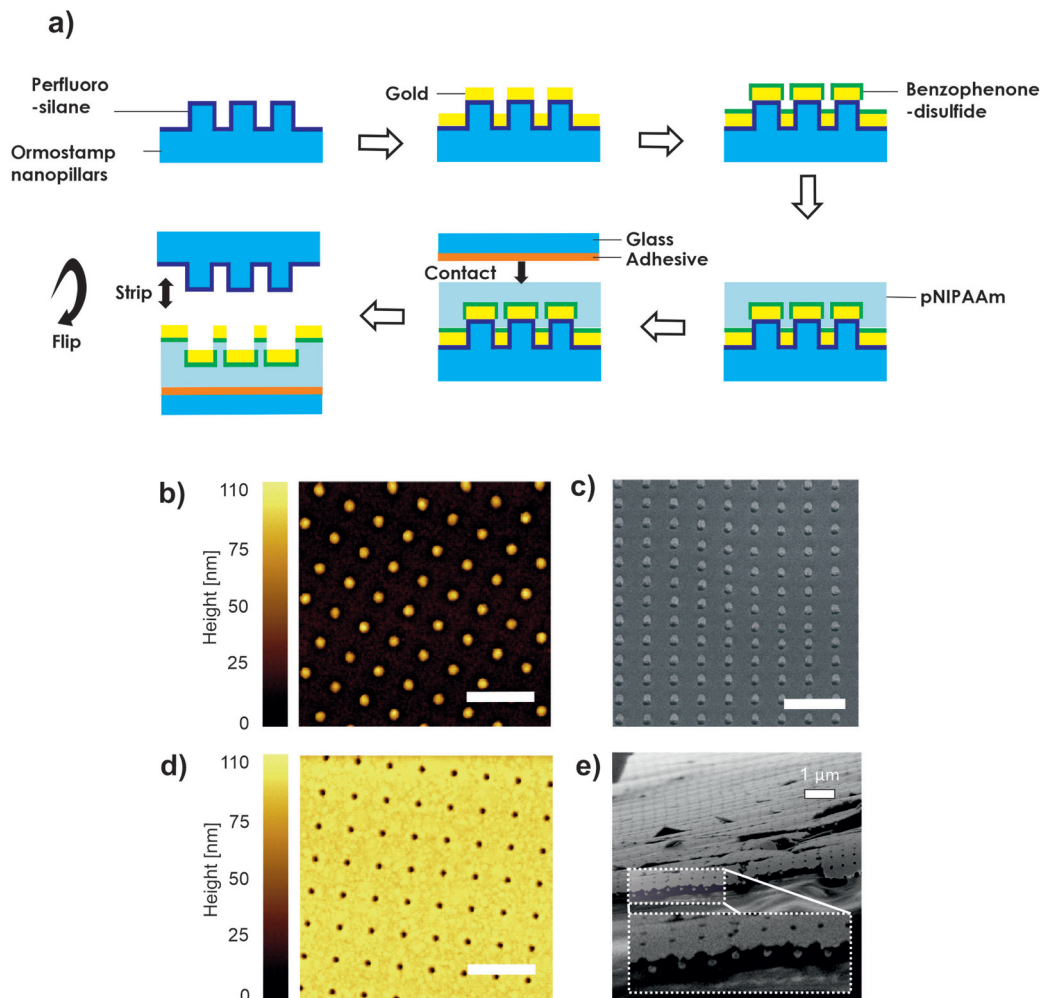 a)
Perfluoro
-silane
Ormostamp
nanopillars
Gold
Benzophenone
-disulfide
Glass
Adhesive
Contact
pNIPAAm
Strip
Flip
b)
110
75
50
25
0
Height [nm]
c)
d)
110
75
50
25
0
Height [nm]
e)
1 μm